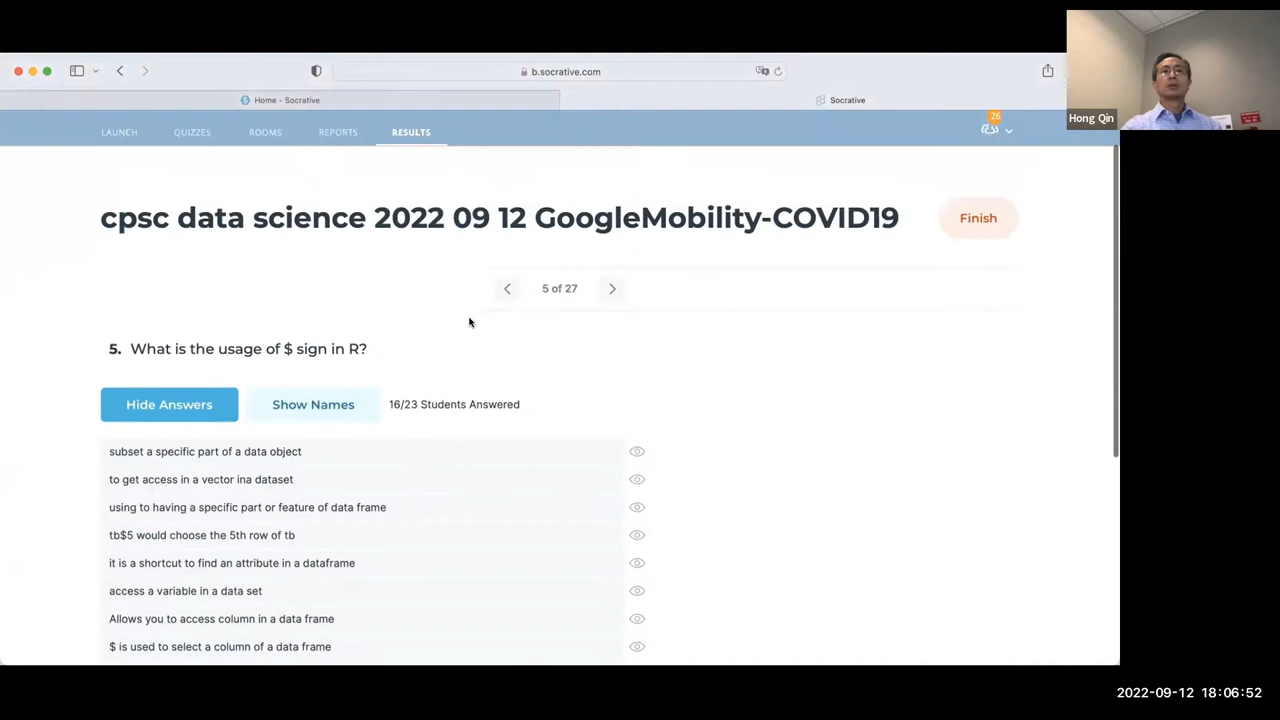 b.socrative.com
Home - Socrative
Socrative
Hong Qin
LAUNCH
QUIZZES
ROOMS
REPORTS
RESULTS
26
cpsc data science 2022 09 12 GoogleMobility-COVID19
Finish
5 of 27
5. What is the usage of $ sign in R?
Hide Answers
Show Names
16/23 Students Answered
subset a specific part of a data object
to get access in a vector ina dataset
using to having a specific part or feature of data frame
tb$5 would choose the 5th row of tb
it is a shortcut to find an attribute in a dataframe
access a variable in a data set
Allows you to access column in a data frame
$ is used to select a column of a data frame
2022-09-12 18:06:52